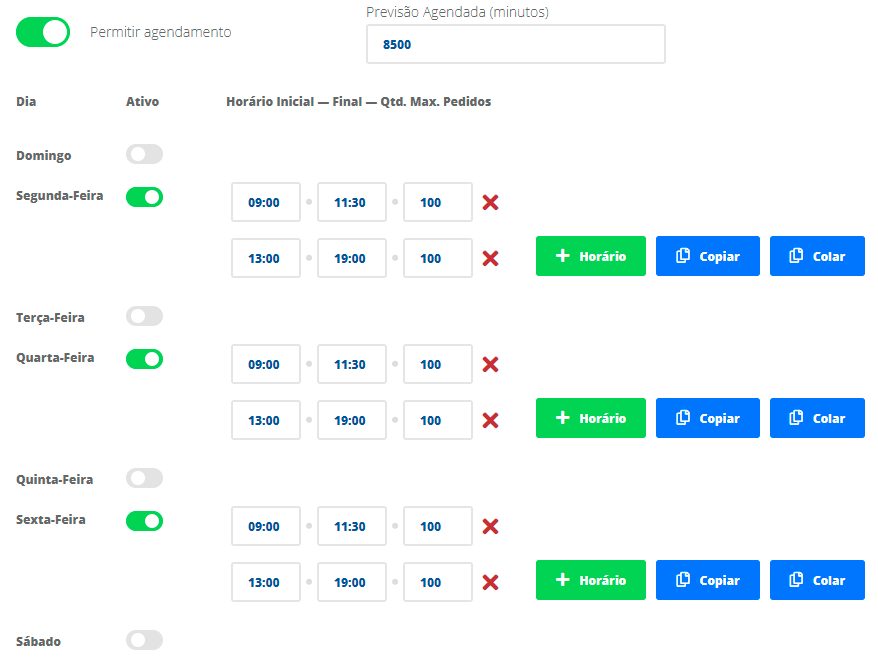 Previsão Agendada (minutos)
Permitir agendamento
8500
Dia Ativo Horário Inicial — Final — Qtd. Max. Pedidos
Domingo
Segunda-Feira 09:00 11:30 100
13:00 19:00 100 Horário Copiar Colar
Terça-Feira
Quarta-Feira 09:00 11:30 100
13:00 19:00 100 Horário Copiar Colar
Quinta-Feira
Sexta-Feira 09:00 11:30 100
13:00 19:00 100 Horário Copiar Colar
Sábado